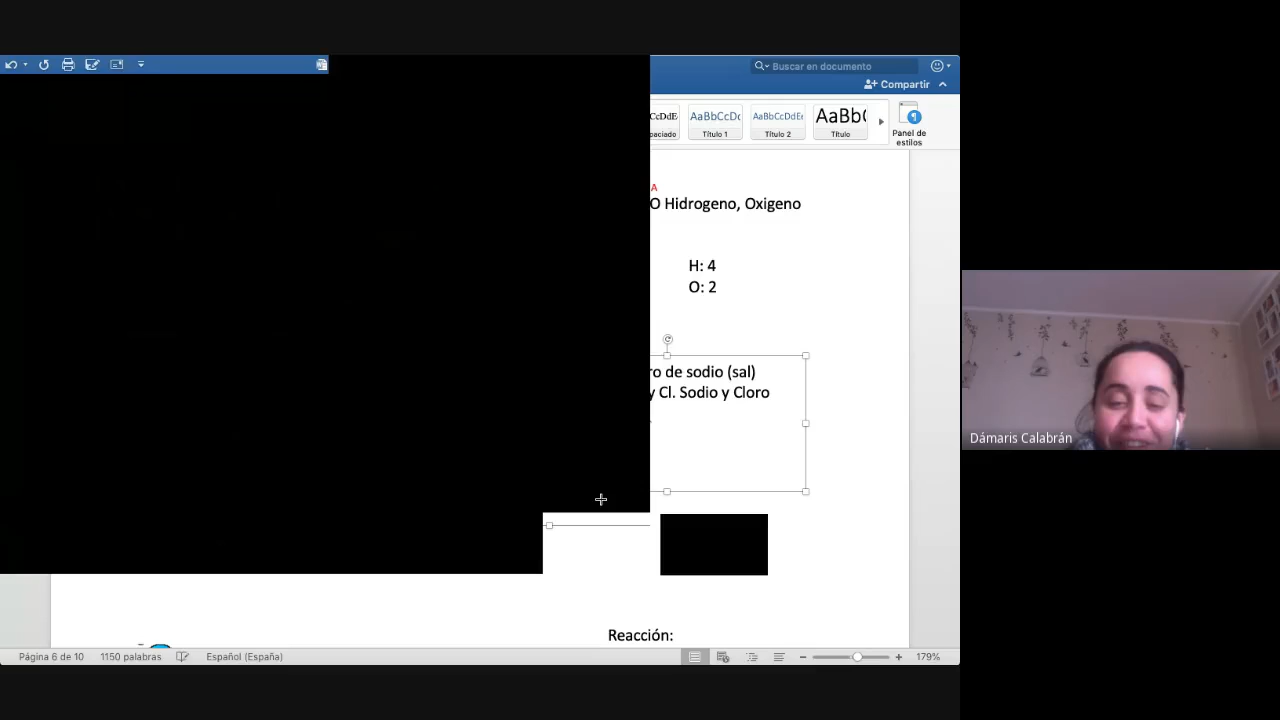 Buscar en documento
Compartir
CcDdE AaBbCcDc AaBbCcDdEe AaBb(
paciado Título 1 Título 2 Título
Panel de
estilos
A
O Hidrogeno, Oxigeno
H: 4
O: 2
ro de sodio (sal)
y Cl. Sodio y Cloro
Dámaris Calabrán
Reacción:
Página 6 de 10 1150 palabras Español (España) 179%